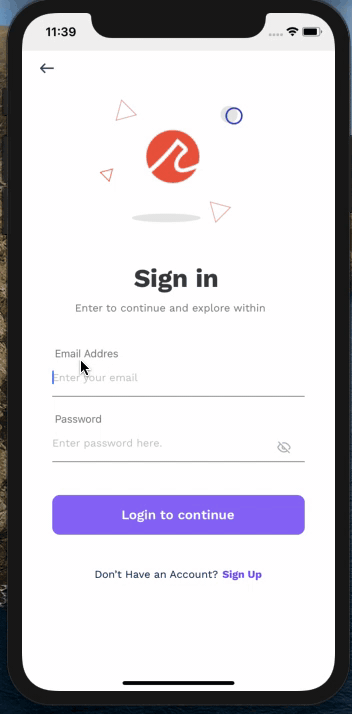 11:39
Sign in
Enter to continue and explore within
Email Addres
Enter your email
Password
Enter password here.
Login to continue
Don't Have an Account? Sign Up